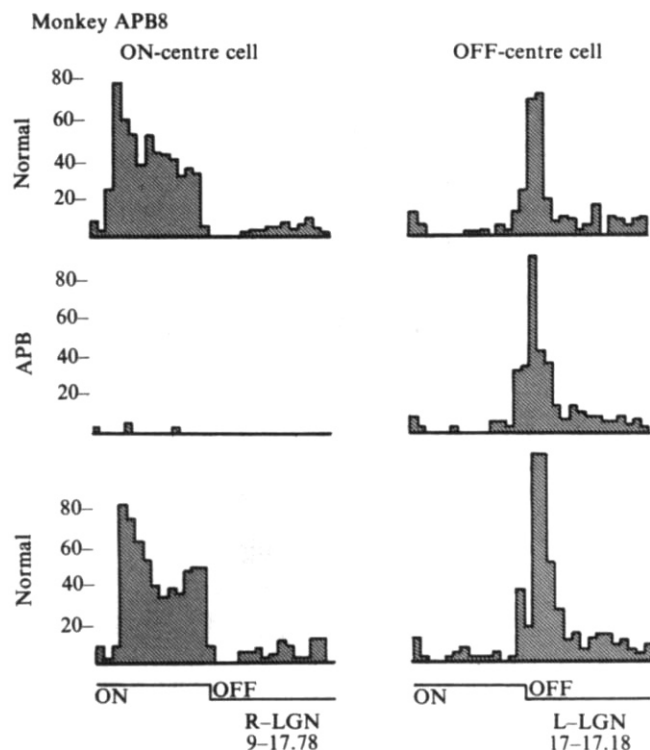 Monkey APB8
ON-centre cell
OFF-centre cell
Normal
80–
60–
40–
20–
APB
80–
60–
40–
20–
Normal
80–
60–
40–
20–
ON
OFF
ON
OFF
R–LGN
9–17.78
L–LGN
17–17.18